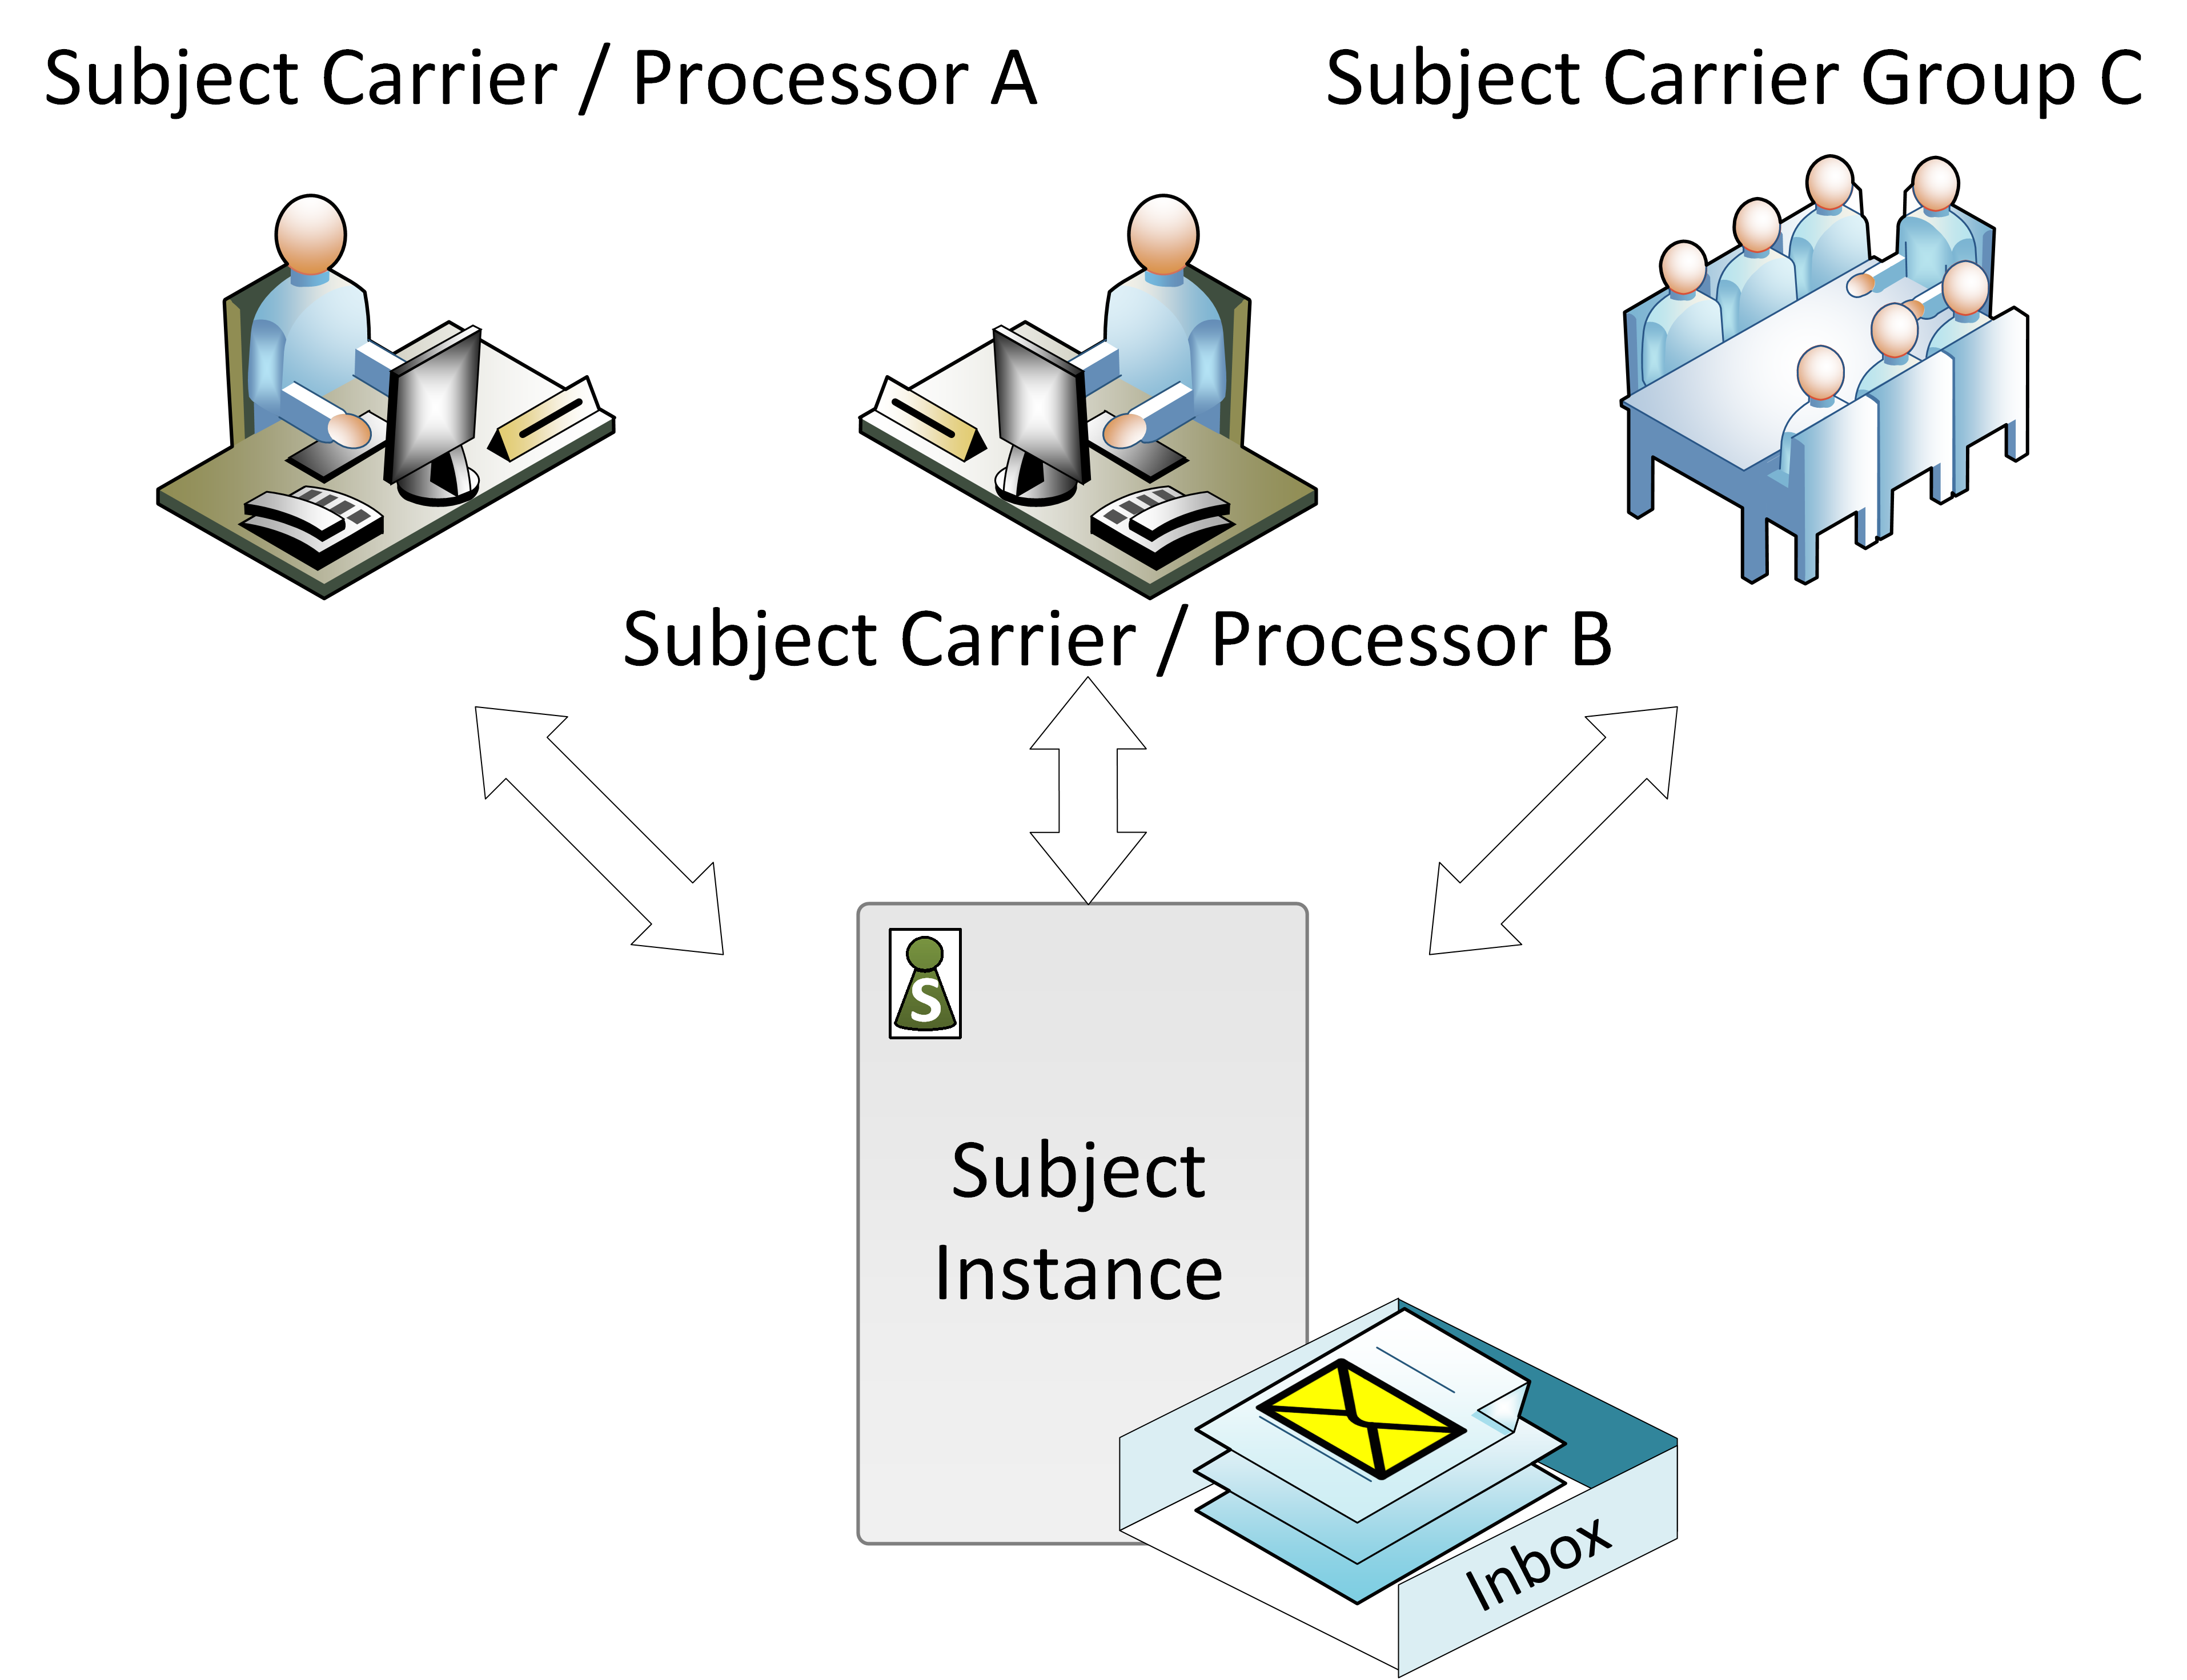 Subject Carrier / Processor A
Subject Carrier Group C
Subject Carrier / Processor B
S
Subject
Instance
Inbox